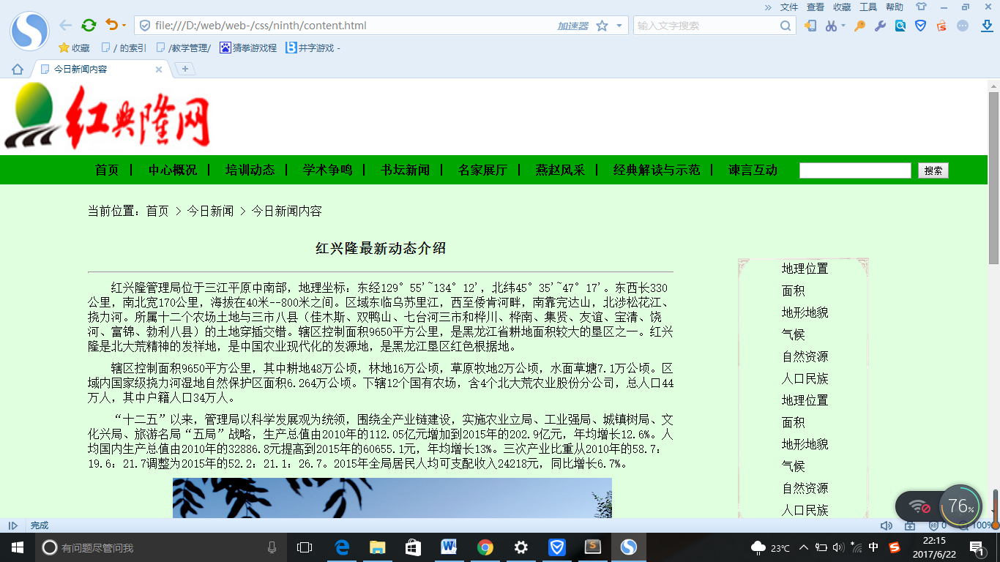 文件 查看 收藏 工具 帮助
file:///D:/web/web-/css/ninth/content.html 加速器 输入文字搜索
收藏 / 的索引 /教学管理/ 猜拳游戏程 井字游戏 -
今日新闻内容
红兴隆网
首页 | 中心概况 | 培训动态 | 学术争鸣 | 书坛新闻 | 名家展厅 | 燕赵风采 | 经典解读与示范 | 谏言互动 搜索
当前位置: 首页 > 今日新闻 > 今日新闻内容
红兴隆最新动态介绍
红兴隆管理局位于三江平原中南部，地理坐标：东经129°55'~134°12'，北纬45°35'~47°17'。东西长330
公里，南北宽170公里，海拔在40米--800米之间。区域东临乌苏里江，西至倭肯河畔，南靠完达山，北涉松花江、
挠力河。所属十二个农场土地与三市八县（佳木斯、双鸭山、七台河三市和桦川、桦南、集贤、友谊、宝清、饶
河、富锦、勃利八县）的土地穿插交错。辖区控制面积9650平方公里，是黑龙江省耕地面积较大的垦区之一。红兴
隆是北大荒精神的发祥地，是中国农业现代化的发源地，是黑龙江垦区红色根据地。
辖区控制面积9650平方公里，其中耕地48万公顷，林地16万公顷，草原牧地2万公顷，水面草塘7.1万公顷。区
域内国家级挠力河湿地自然保护区面积6.264万公顷。下辖12个国有农场，含4个北大荒农业股份分公司，总人口44
万人，其中户籍人口34万人。
“十二五”以来，管理局以科学发展观为统领，围绕全产业链建设，实施农业立局、工业强局、城镇树局、文
化兴局、旅游名局“五局”战略，生产总值由2010年的112.05亿元增加到2015年的202.9亿元，年均增长12.6%。人
均国内生产总值由2010年的32886.8元提高到2015年的60655.1元，年均增长13%。三次产业比重从2010年的58.7：
19.6：21.7调整为2015年的52.2：21.1：26.7。2015年全局居民人均可支配收入24218元，同比增长6.7%。
地理位置
面积
地形地貌
气候
自然资源
人口民族
地理位置
面积
地形地貌
气候
自然资源
人口民族
76%
完成 0 100%
有问题尽管问我 23℃ 中 22:15
2017/6/22 1